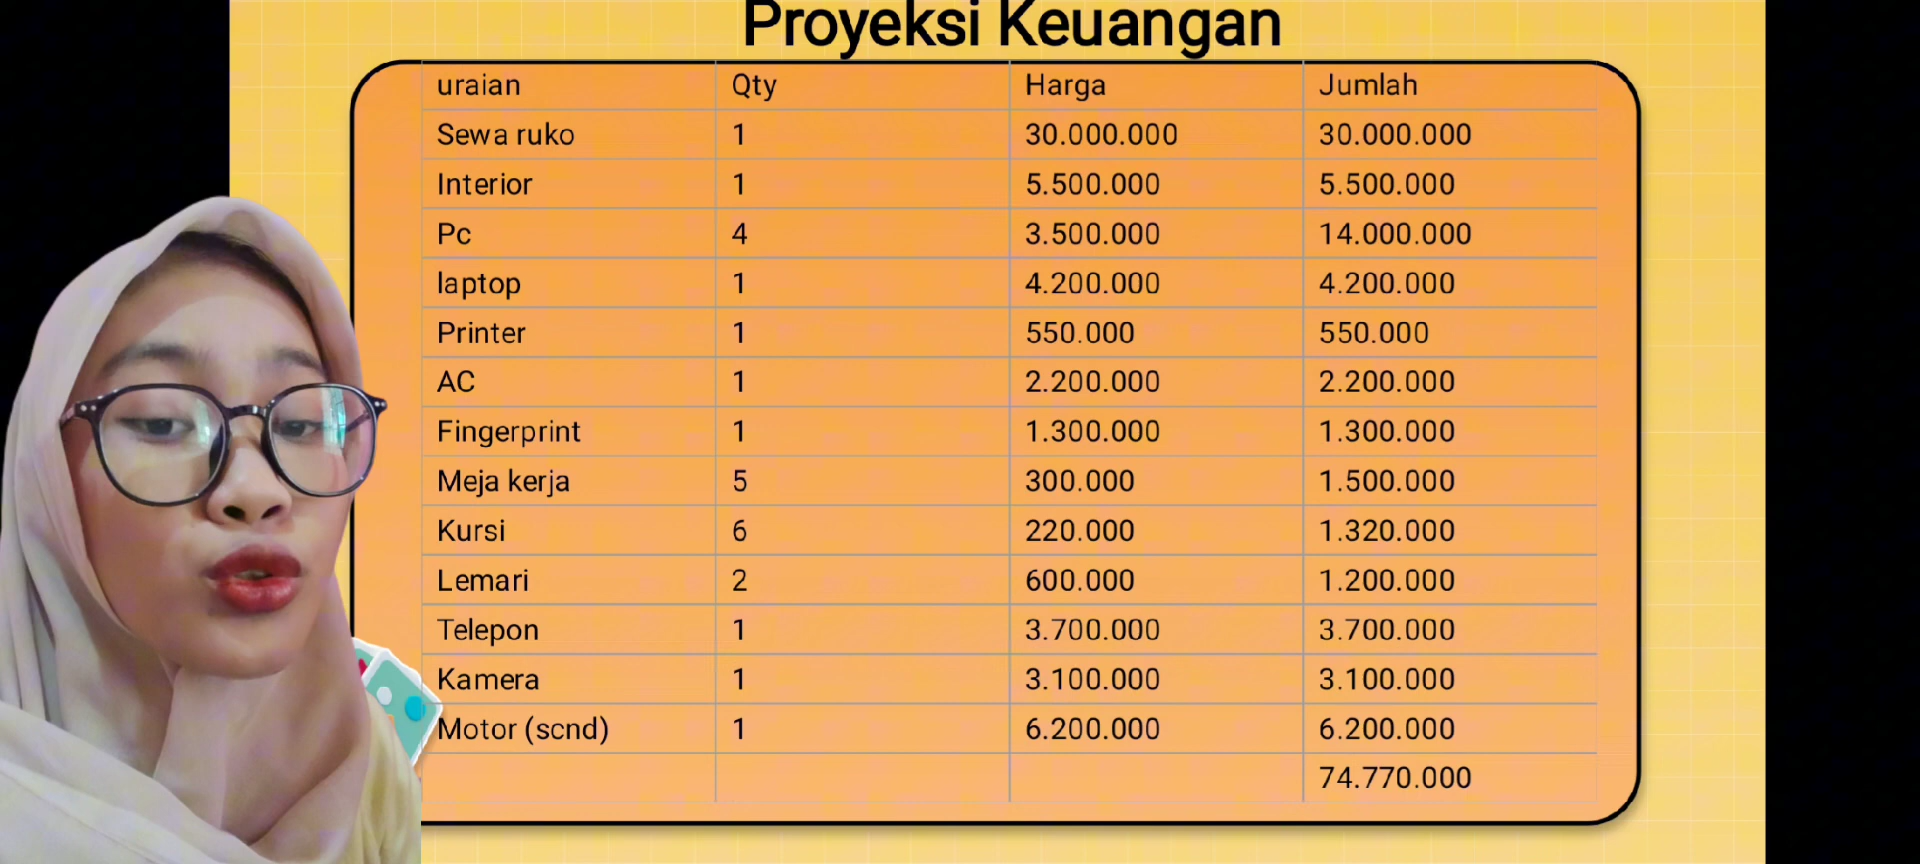 Proyeksi Keuangan
uraian Qty Harga Jumlah
Sewa ruko 1 30.000.000 30.000.000
Interior 1 5.500.000 5.500.000
Pc 4 3.500.000 14.000.000
laptop 1 4.200.000 4.200.000
Printer 1 550.000 550.000
AC 1 2.200.000 2.200.000
Fingerprint 1 1.300.000 1.300.000
Meja kerja 5 300.000 1.500.000
Kursi 6 220.000 1.320.000
Lemari 2 600.000 1.200.000
Telepon 1 3.700.000 3.700.000
Kamera 1 3.100.000 3.100.000
Motor (scnd) 1 6.200.000 6.200.000
74.770.000